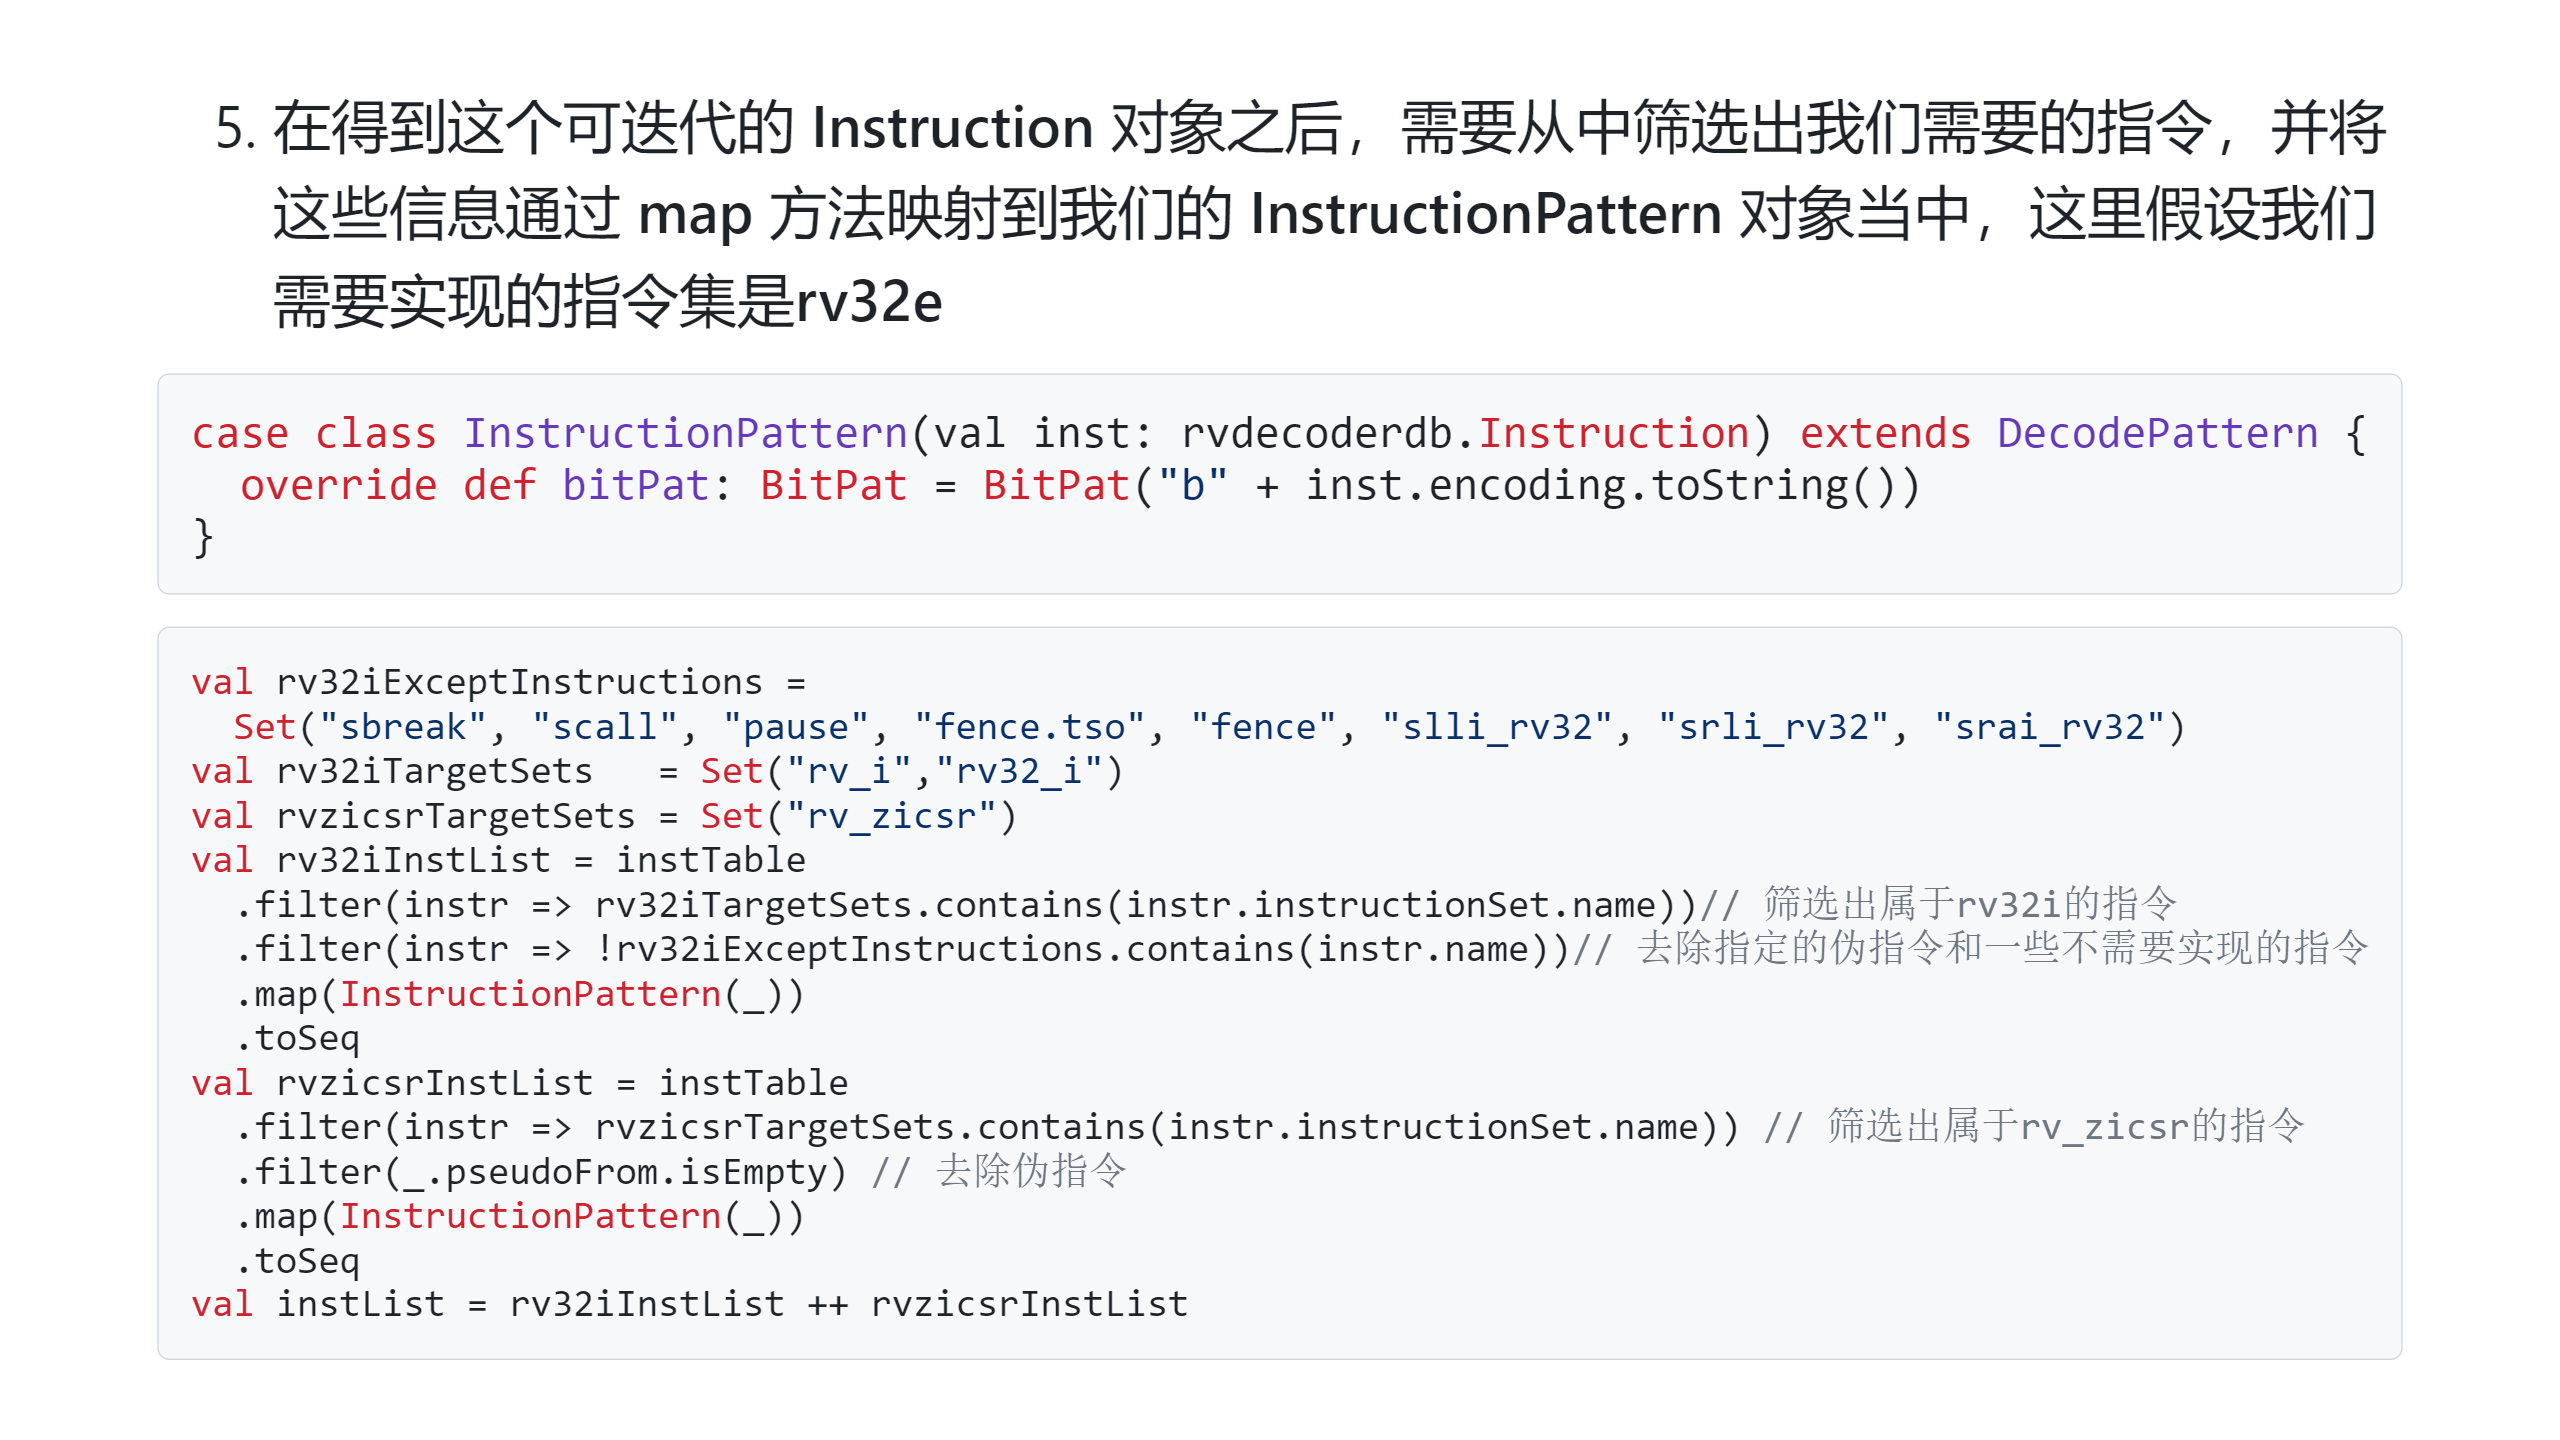 5. 在得到这个可迭代的 Instruction 对象之后，需要从中筛选出我们需要的指令，并将
这些信息通过 map 方法映射到我们的 InstructionPattern 对象当中，这里假设我们
需要实现的指令集是rv32e
case class InstructionPattern(val inst: rvdecoderdb.Instruction) extends DecodePattern {
  override def bitPat: BitPat = BitPat("b" + inst.encoding.toString())
}
val rv32iExceptInstructions =
  Set("sbreak", "scall", "pause", "fence.tso", "fence", "slli_rv32", "srli_rv32", "srai_rv32")
val rv32iTargetSets   = Set("rv_i","rv32_i")
val rvzicsrTargetSets = Set("rv_zicsr")
val rv32iInstList = instTable
  .filter(instr => rv32iTargetSets.contains(instr.instructionSet.name))// 筛选出属于rv32i的指令
  .filter(instr => !rv32iExceptInstructions.contains(instr.name))// 去除指定的伪指令和一些不需要实现的指令
  .map(InstructionPattern(_))
  .toSeq
val rvzicsrInstList = instTable
  .filter(instr => rvzicsrTargetSets.contains(instr.instructionSet.name)) // 筛选出属于rv_zicsr的指令
  .filter(_.pseudoFrom.isEmpty) // 去除伪指令
  .map(InstructionPattern(_))
  .toSeq
val instList = rv32iInstList ++ rvzicsrInstList